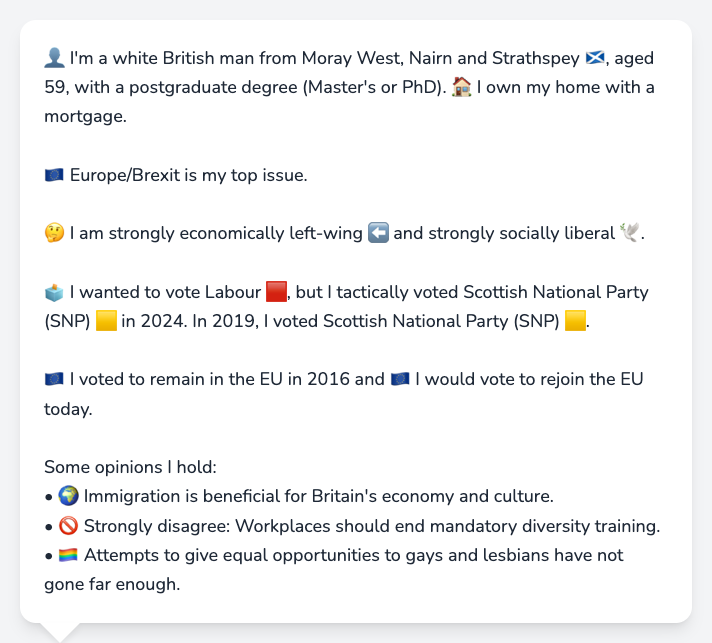 👤 I'm a white British man from Moray West, Nairn and Strathspey 🏴󠁧󠁢󠁳󠁣󠁴󠁿, aged
59, with a postgraduate degree (Master's or PhD). 🏠 I own my home with a
mortgage.
🇪🇺 Europe/Brexit is my top issue.
🤔 I am strongly economically left-wing ⬅️ and strongly socially liberal 🕊️.
🗳️ I wanted to vote Labour 🟥, but I tactically voted Scottish National Party
(SNP) 🟨 in 2024. In 2019, I voted Scottish National Party (SNP) 🟨.
🇪🇺 I voted to remain in the EU in 2016 and 🇪🇺 I would vote to rejoin the EU
today.
Some opinions I hold:
• 🌍 Immigration is beneficial for Britain's economy and culture.
• 🚫 Strongly disagree: Workplaces should end mandatory diversity training.
• 🏳️‍🌈 Attempts to give equal opportunities to gays and lesbians have not
gone far enough.